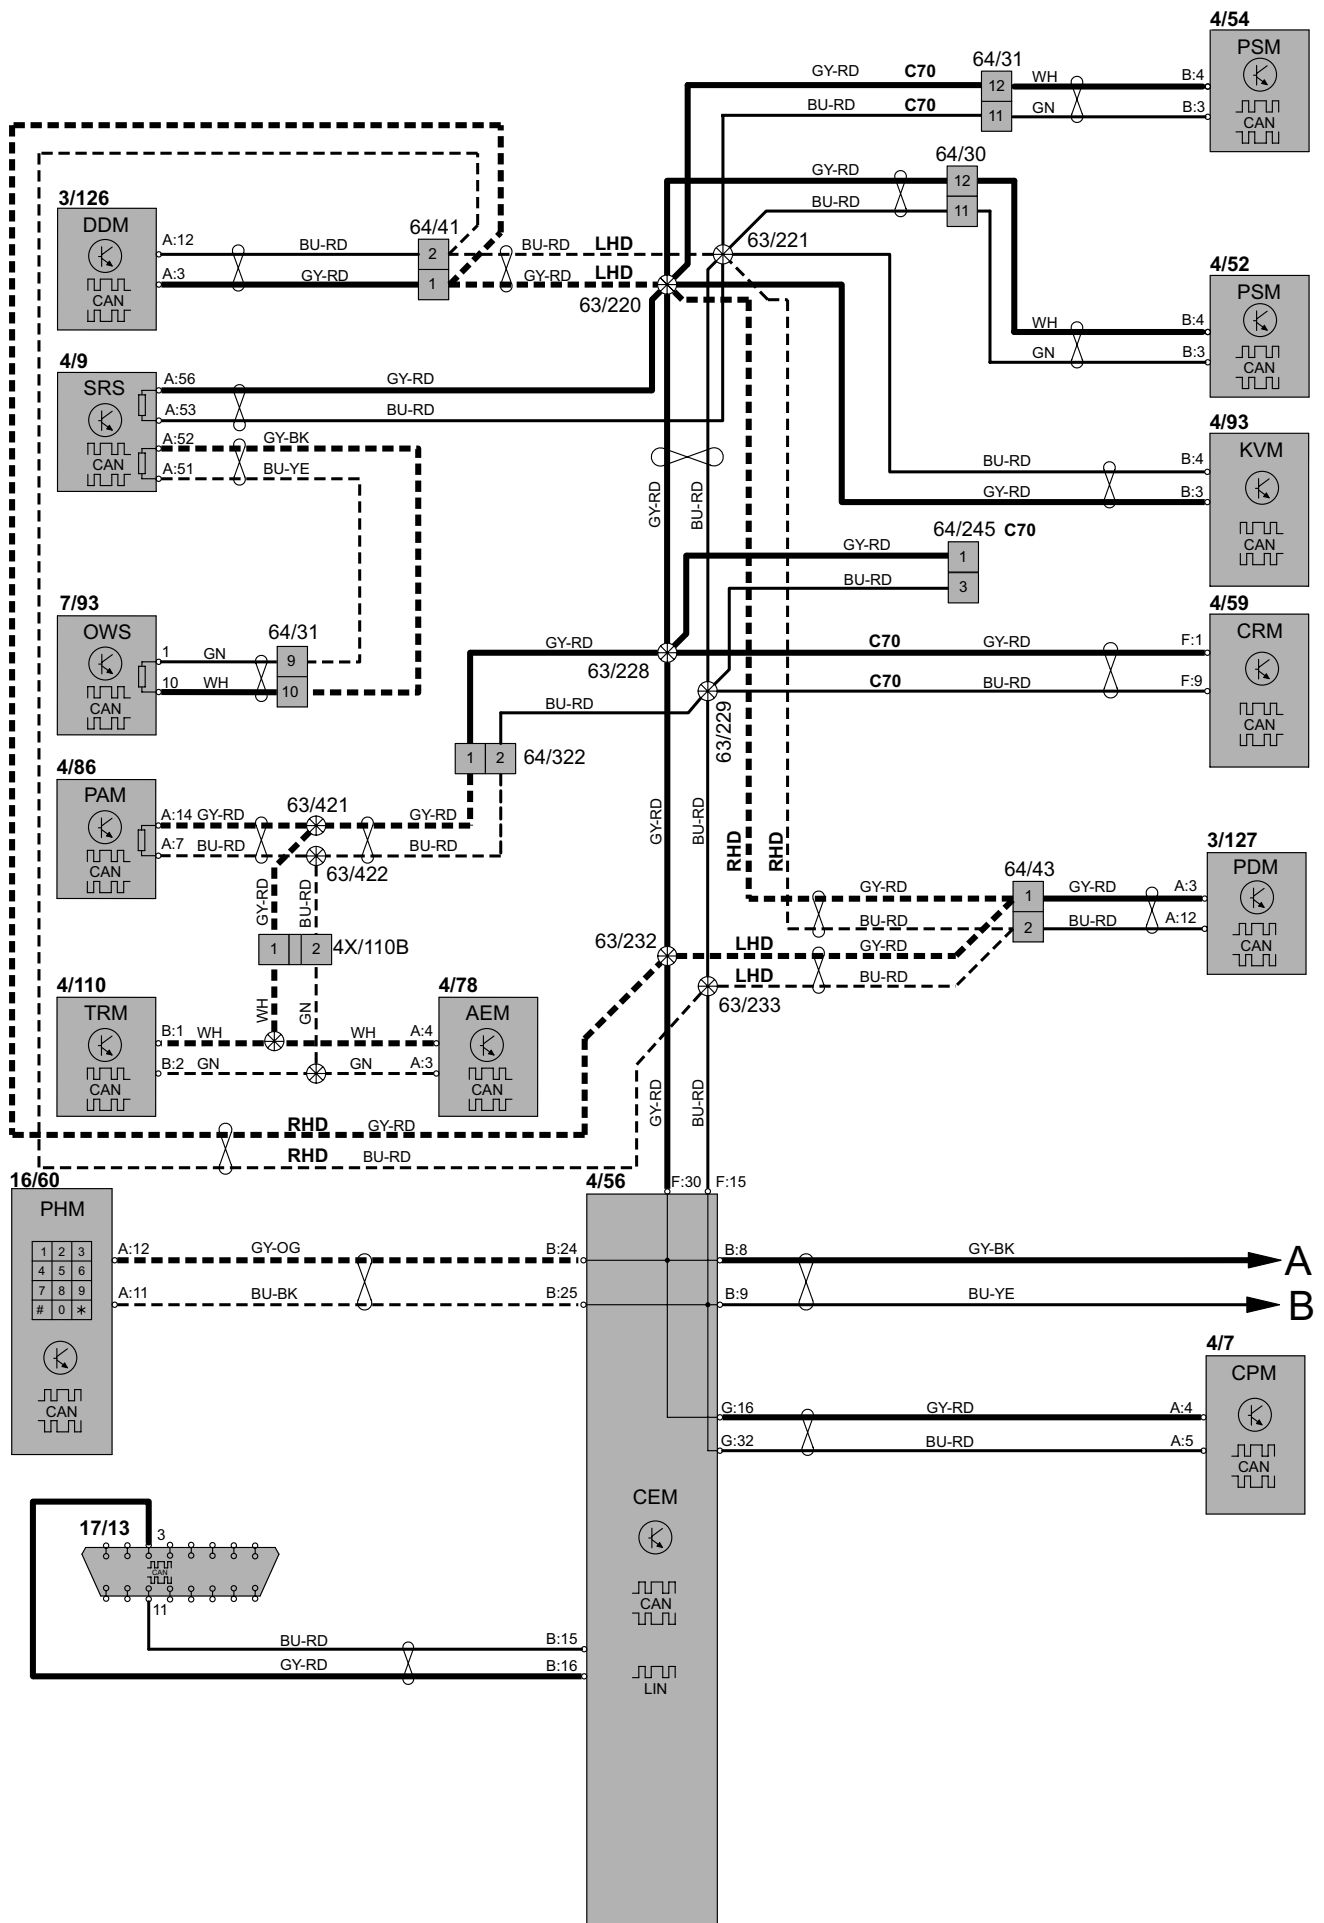 4/54
PSM
CAN
B:4
B:3
GY-RD C70
BU-RD C70
64/31
12
11
WH
GN
64/30
12
11
GY-RD
BU-RD
3/126
DDM
CAN
A:12
A:3
BU-RD
GY-RD
64/41
2
1
BU-RD LHD
GY-RD LHD
63/221
63/220
4/52
PSM
CAN
WH
GN
B:4
B:3
4/9
SRS
CAN
A:56
A:53
A:52
A:51
GY-RD
BU-RD
GY-BK
BU-YE
4/93
KVM
CAN
BU-RD
GY-RD
B:4
B:3
GY-RD
BU-RD
64/245 C70
1
3
GY-RD
BU-RD
7/93
OWS
CAN
1
10
GN
WH
64/31
9
10
4/59
CRM
CAN
GY-RD
63/228
C70 GY-RD
F:1
C70 BU-RD
F:9
BU-RD
63/229
1
2
64/322
4/86
PAM
CAN
A:14 GY-RD
A:7 BU-RD
63/421
GY-RD
BU-RD
63/422
GY-RD
BU-RD
GY-RD
BU-RD
RHD
RHD
3/127
PDM
CAN
64/43
1
2
GY-RD
BU-RD
GY-RD
BU-RD
A:3
A:12
1
2
4X/110B
63/232
LHD GY-RD
LHD BU-RD
63/233
4/110
TRM
CAN
B:1 WH
B:2 GN
WH
GN
WH
GN
A:4
A:3
4/78
AEM
CAN
GY-RD
BU-RD
RHD GY-RD
RHD BU-RD
16/60
PHM
1 2 3
4 5 6
7 8 9
# 0 *
CAN
A:12
A:11
GY-OG
BU-BK
B:24
B:25
4/56
F:30
F:15
B:8
B:9
GY-BK
BU-YE
A
B
4/7
CPM
CAN
G:16
G:32
GY-RD
BU-RD
A:4
A:5
CEM
CAN
LIN
17/13
3
CAN
11
BU-RD
GY-RD
B:15
B:16